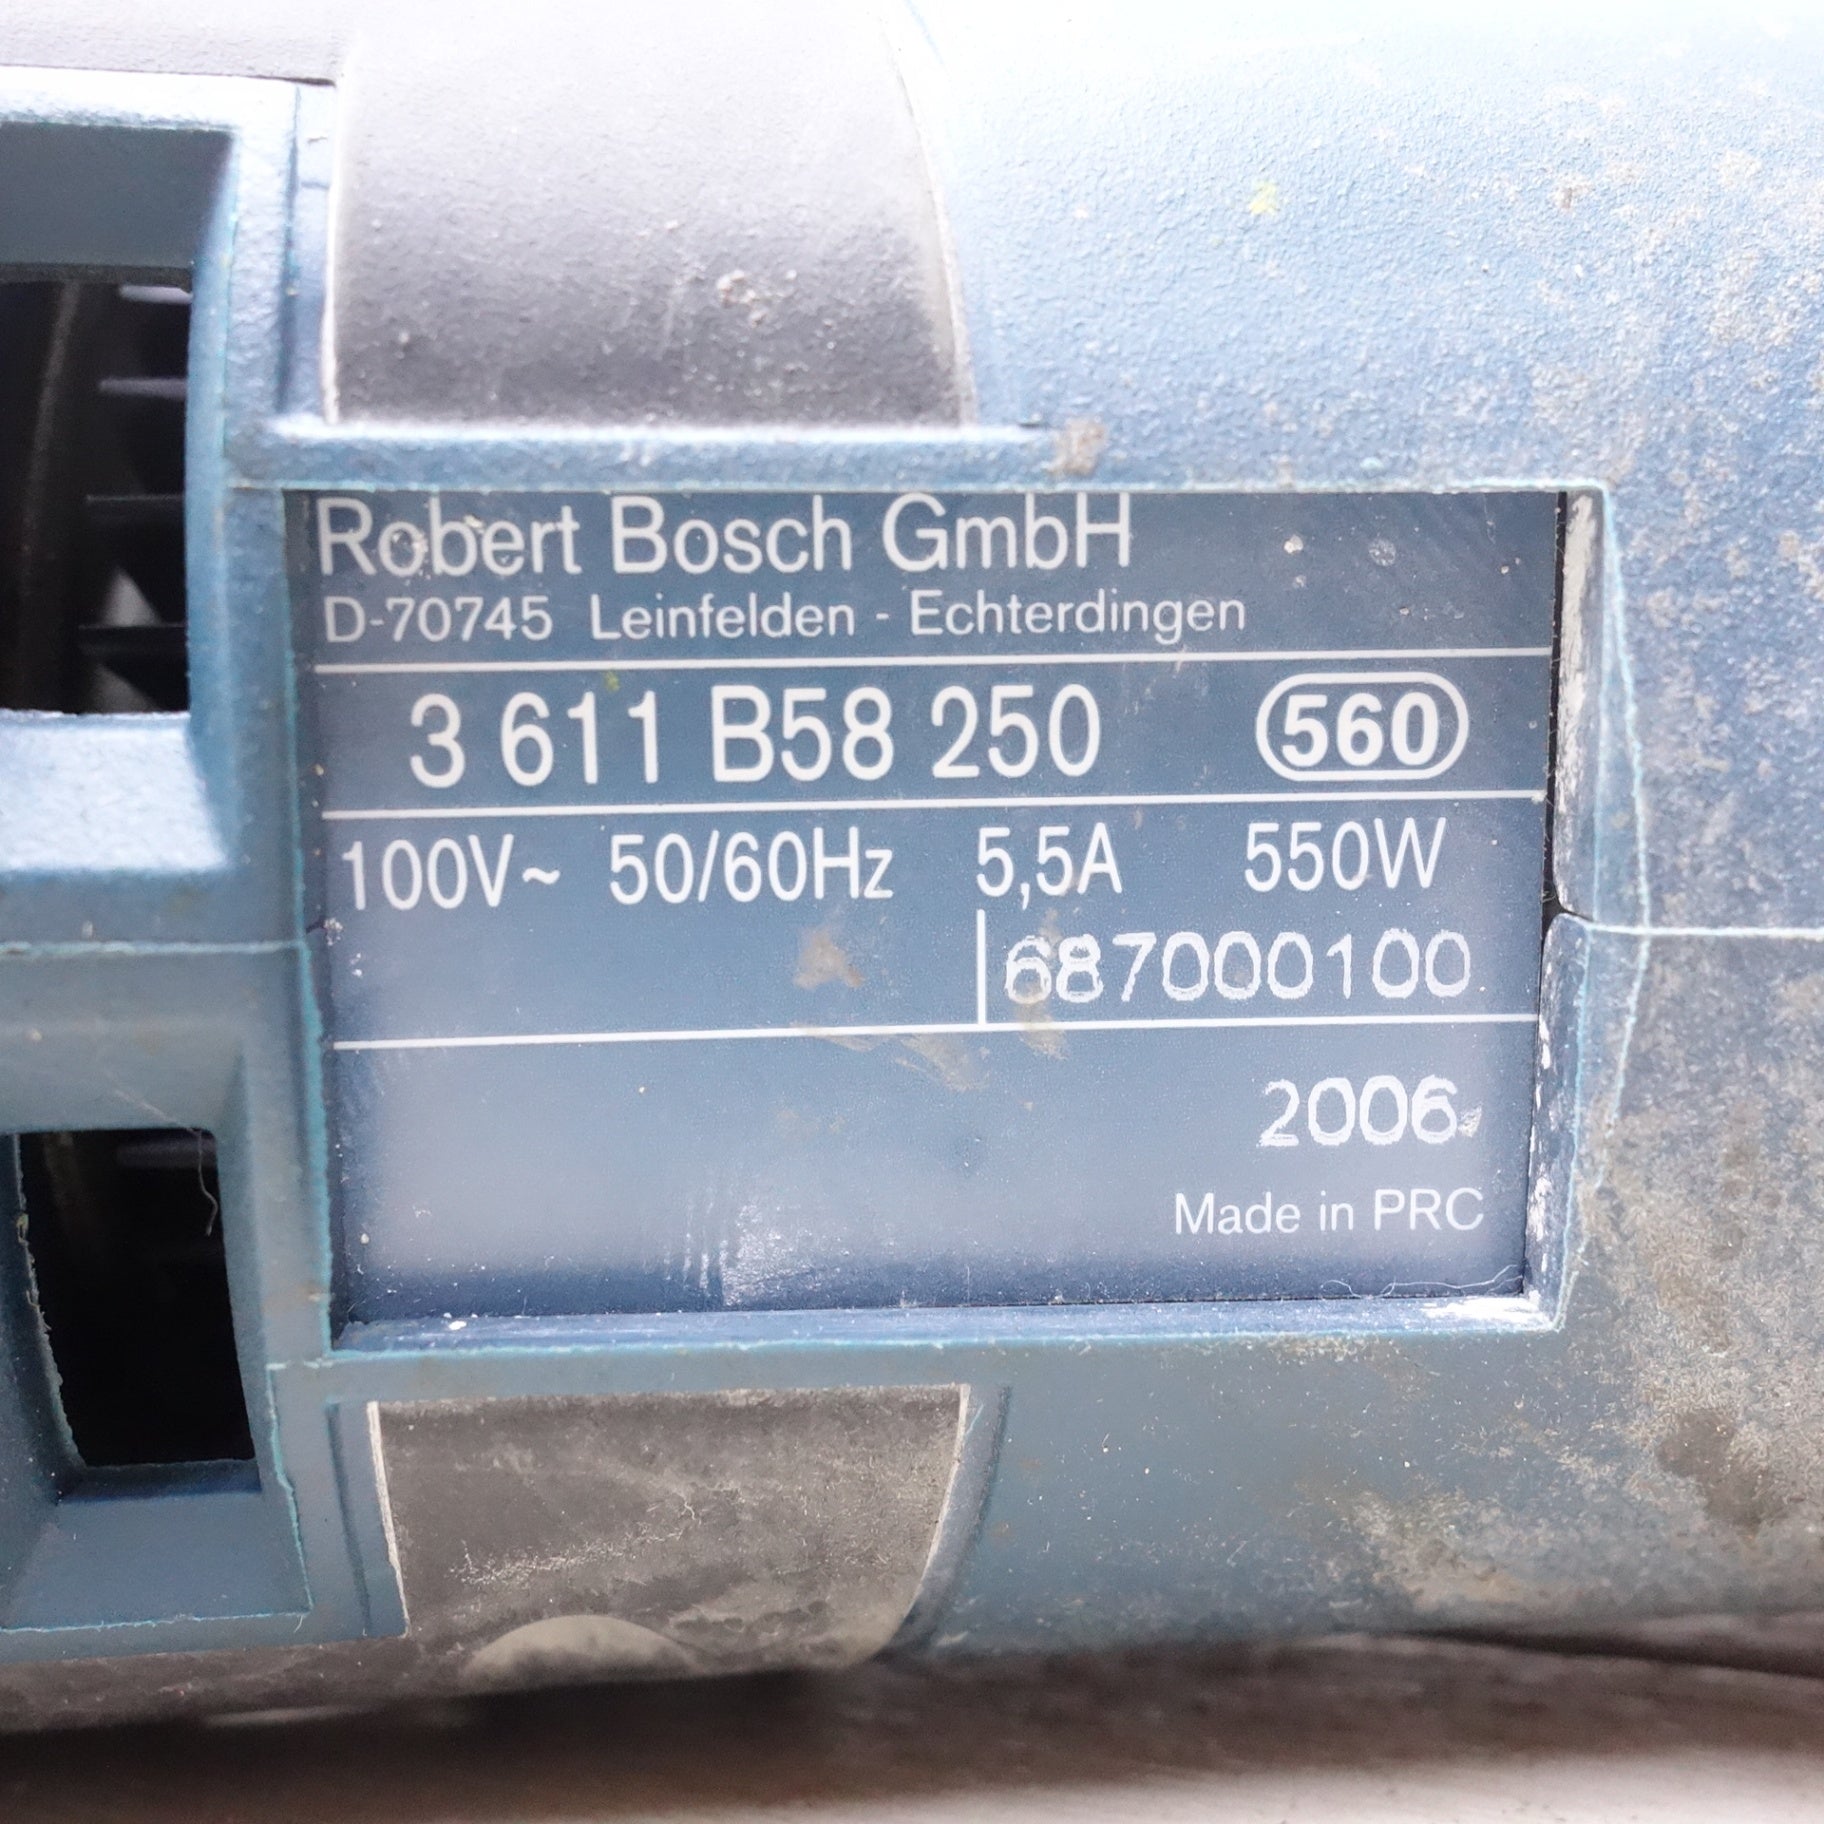 Robert Bosch GmbH
D-70745 Leinfelden - Echterdingen
3 611 B58 250 560
100V~ 50/60Hz 5,5A 550W
687000100
2006
Made in PRC